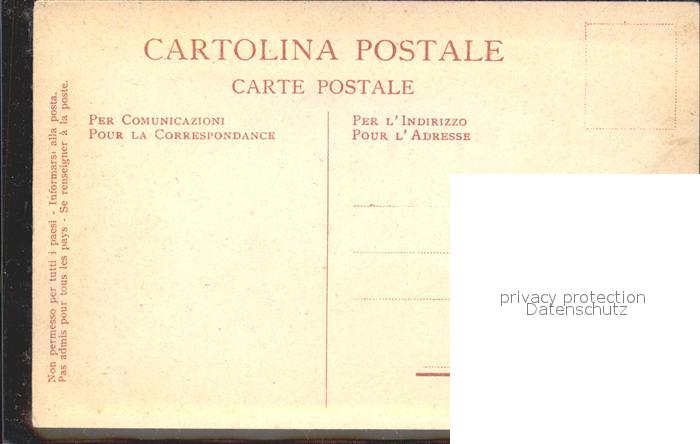 CARTOLINA POSTALE
CARTE POSTALE
PER COMUNICAZIONI
POUR LA CORRESPONDANCE
PER L'INDIRIZZO
POUR L'ADRESSE
Non permesso per tutti i paesi - Informarsi alla posta.
Pas admis pour tous les pays - Se renseigner à la poste.
privacy protection
Datenschutz